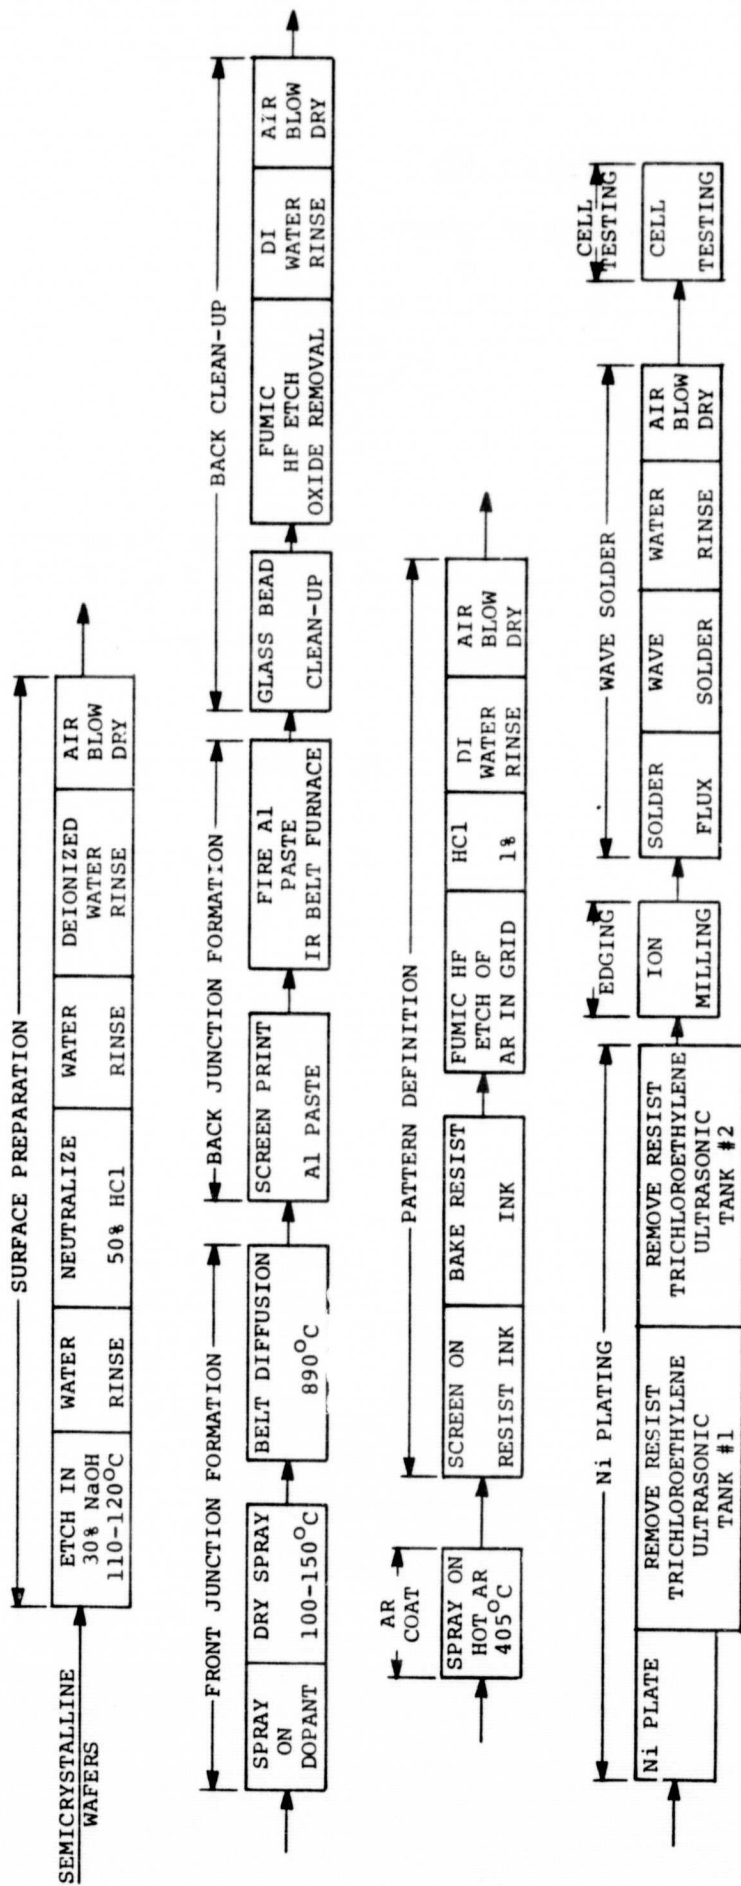 SURFACE PREPARATION
SEMICRYSTALLINE
WAFERS
ETCH IN
30% NaOH
110-120°C
WATER
RINSE
NEUTRALIZE
50% HCl
WATER
RINSE
DEIONIZED
WATER
RINSE
AIR
BLOW
DRY
FRONT JUNCTION FORMATION
SPRAY
ON
DOPANT
DRY SPRAY
100-150°C
BELT DIFFUSION
890°C
BACK JUNCTION FORMATION
SCREEN PRINT
Al PASTE
FIRE Al
PASTE
IR BELT FURNACE
BACK CLEAN-UP
GLASS BEAD
CLEAN-UP
FUMIC
HF ETCH
OXIDE REMOVAL
DI
WATER
RINSE
AIR
BLOW
DRY
AR
COAT
SPRAY ON
HOT AR
405°C
PATTERN DEFINITION
SCREEN ON
RESIST INK
BAKE RESIST
INK
FUMIC HF
ETCH OF
AR IN GRID
HCl
1%
DI
WATER
RINSE
AIR
BLOW
DRY
Ni PLATING
Ni PLATE
REMOVE RESIST
TRICHLOROETHYLENE
ULTRASONIC
TANK #1
REMOVE RESIST
TRICHLOROETHYLENE
ULTRASONIC
TANK #2
EDGING
ION
MILLING
WAVE SOLDER
SOLDER
FLUX
WAVE
SOLDER
WATER
RINSE
AIR
BLOW
DRY
CELL
TESTING
CELL
TESTING